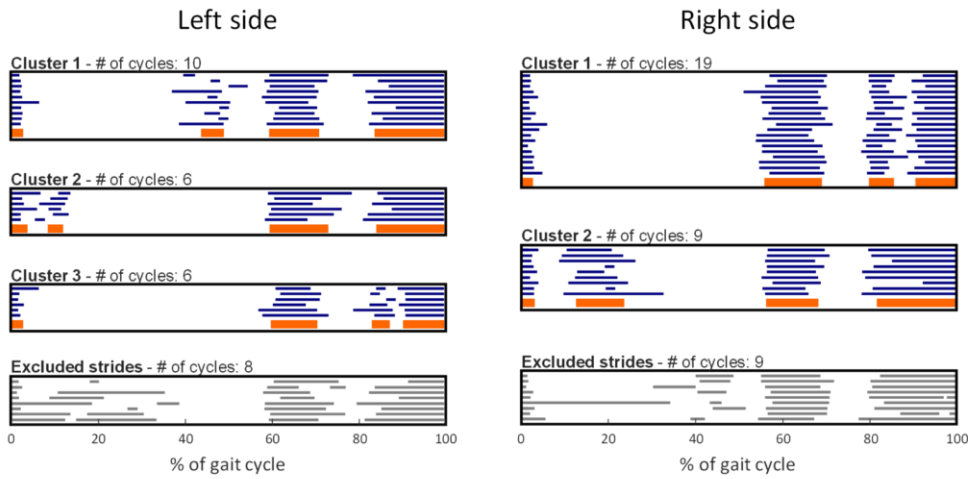 Left side
Cluster 1 - # of cycles: 10
Cluster 2 - # of cycles: 6
Cluster 3 - # of cycles: 6
Excluded strides - # of cycles: 8
0 20 40 60 80 100
% of gait cycle
Right side
Cluster 1 - # of cycles: 19
Cluster 2 - # of cycles: 9
Excluded strides - # of cycles: 9
0 20 40 60 80 100
% of gait cycle